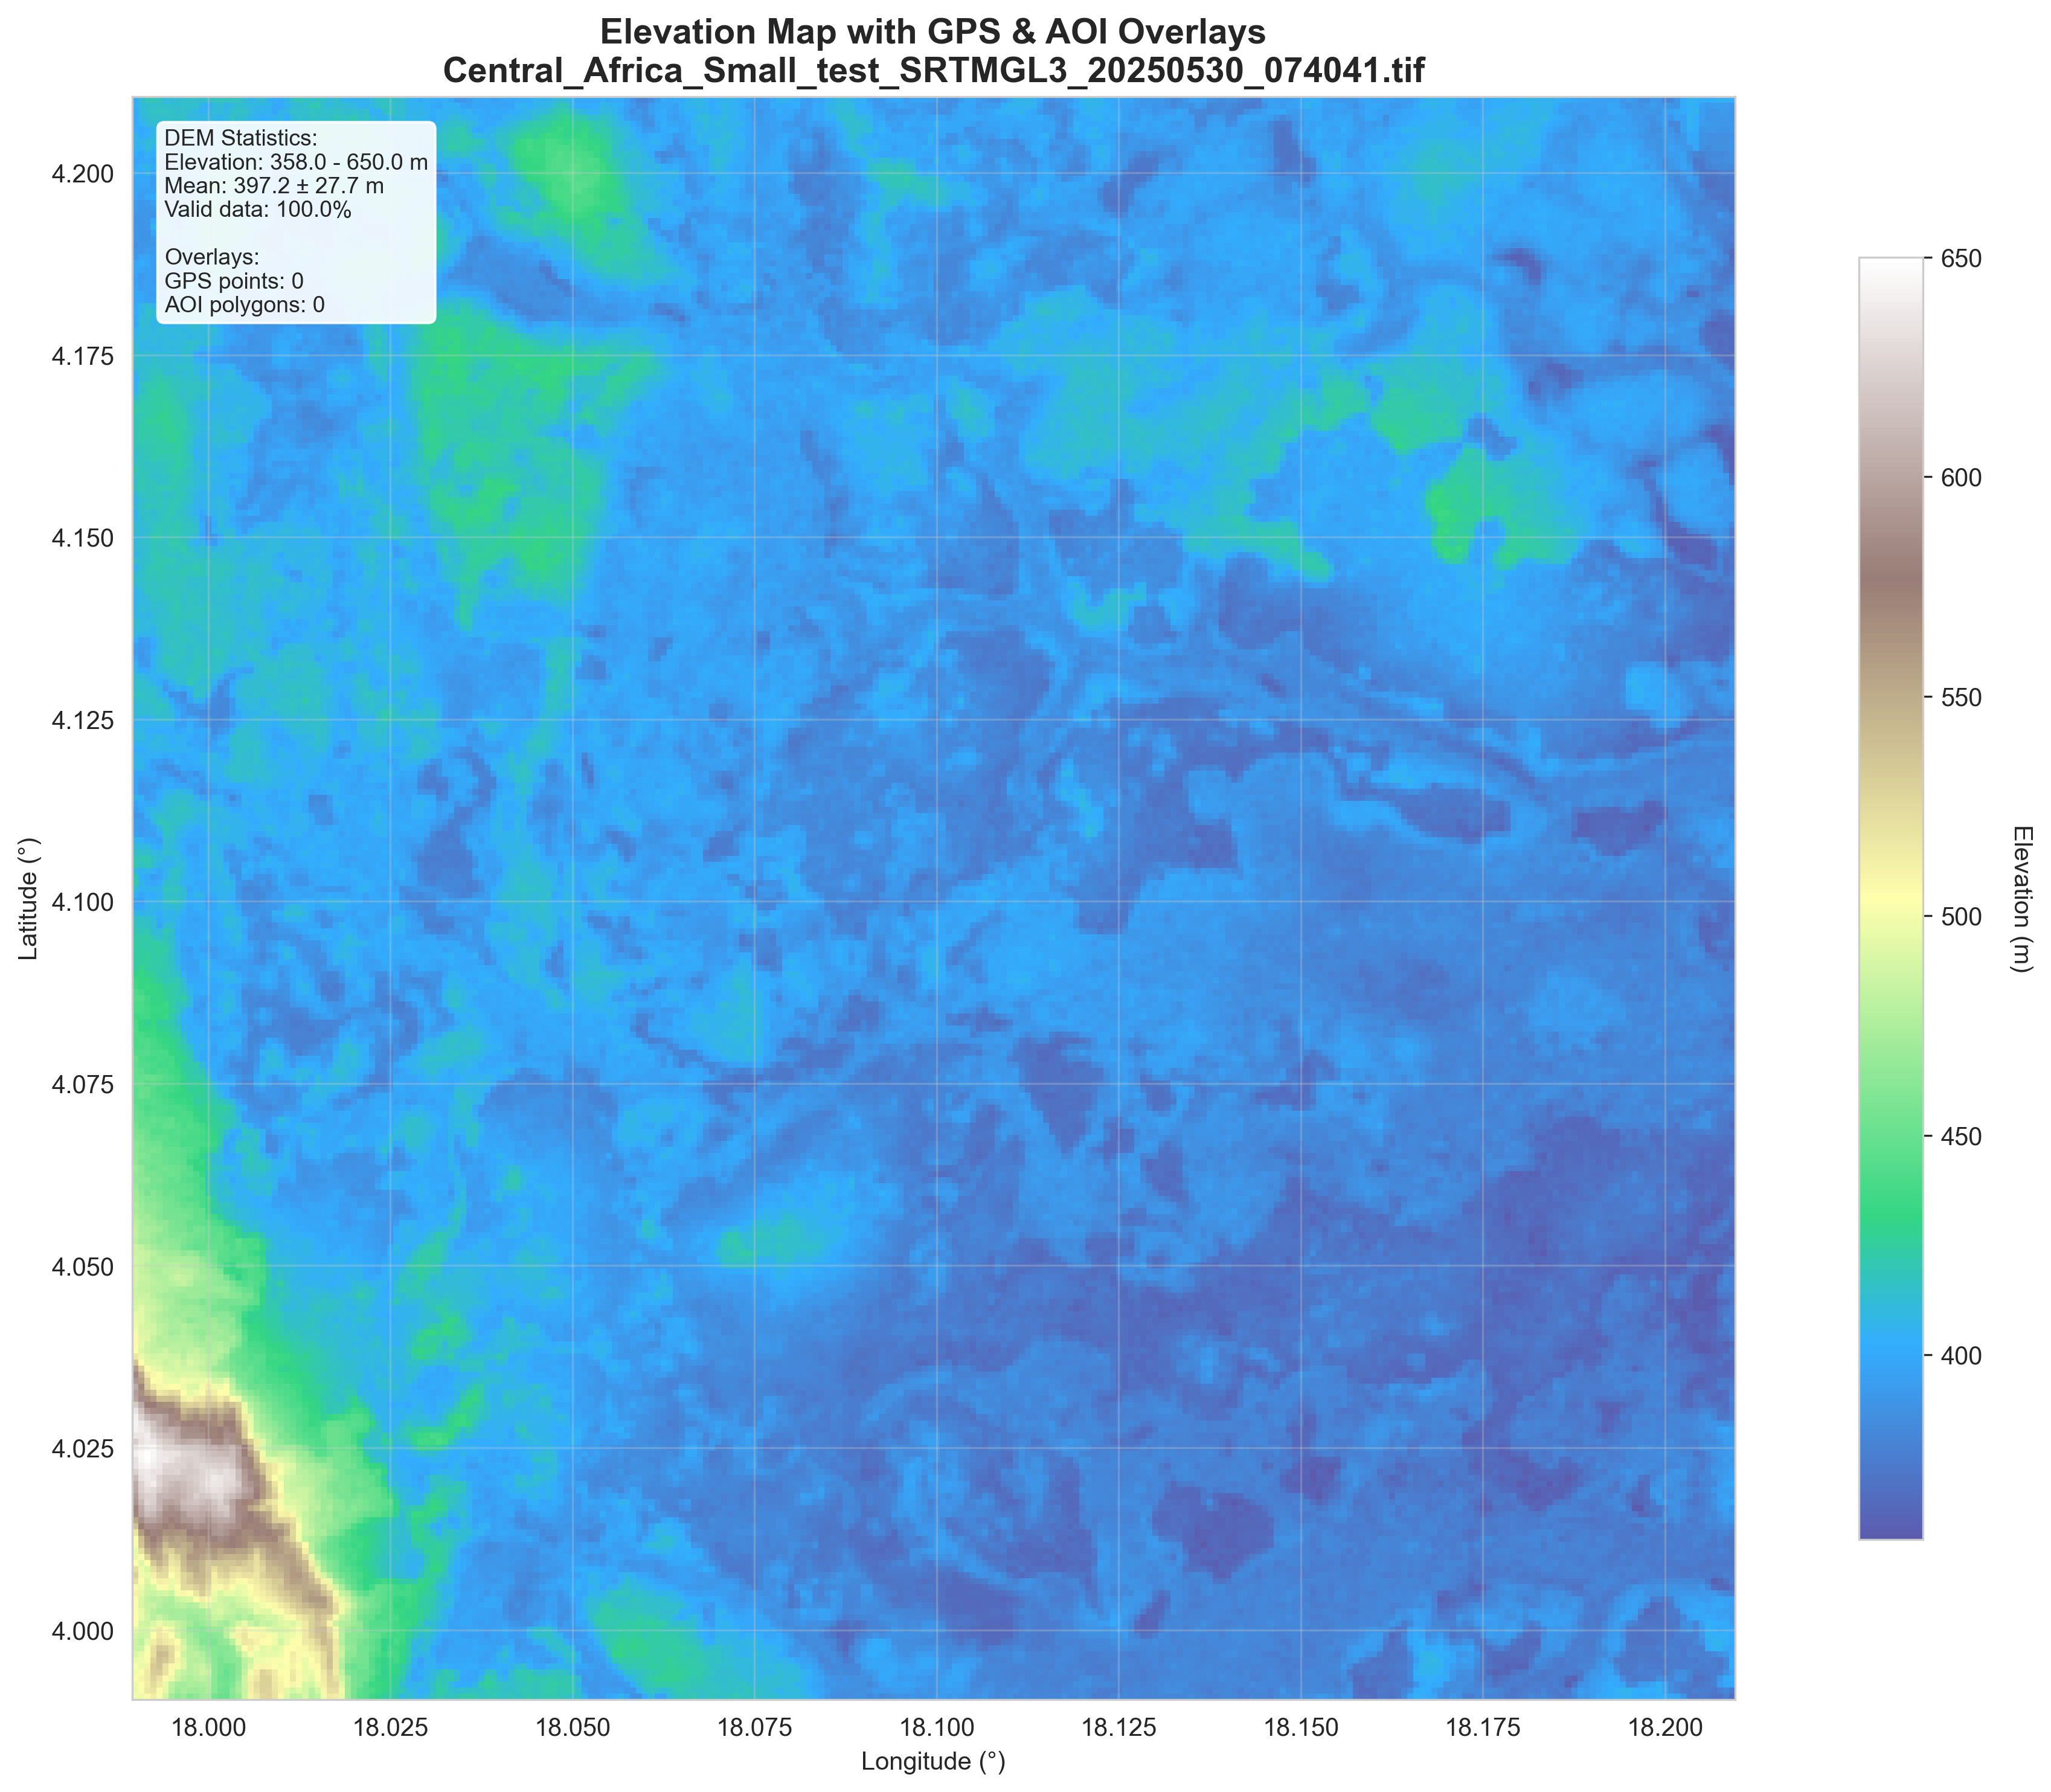 Elevation Map with GPS & AOI Overlays
Central_Africa_Small_test_SRTMGL3_20250530_074041.tif
DEM Statistics:
Elevation: 358.0 - 650.0 m
Mean: 397.2 ± 27.7 m
Valid data: 100.0%
Overlays:
GPS points: 0
AOI polygons: 0
4.200
4.175
4.150
4.125
4.100
4.075
4.050
4.025
4.000
Latitude (°)
18.000
18.025
18.050
18.075
18.100
18.125
18.150
18.175
18.200
Longitude (°)
650
600
550
500
450
400
Elevation (m)